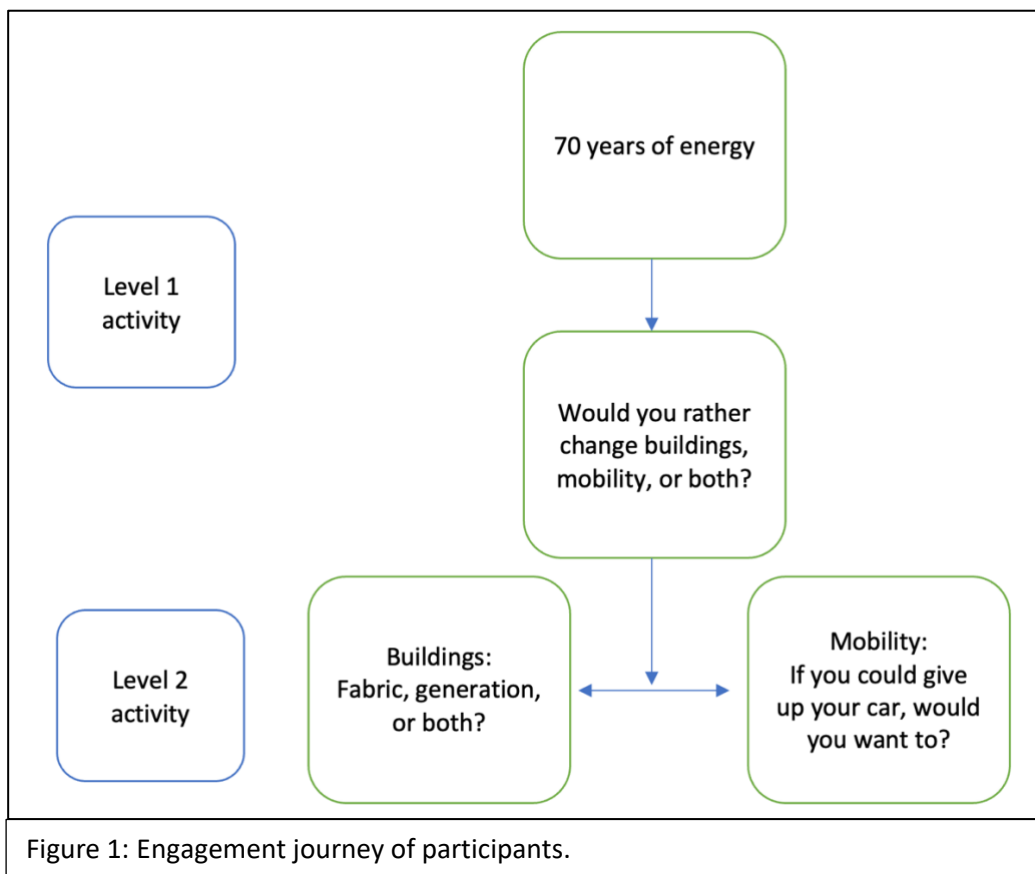 70 years of energy
Level 1
activity
Would you rather
change buildings,
mobility, or both?
Level 2
activity
Buildings:
Fabric, generation,
or both?
Mobility:
If you could give
up your car, would
you want to?
Figure 1: Engagement journey of participants.